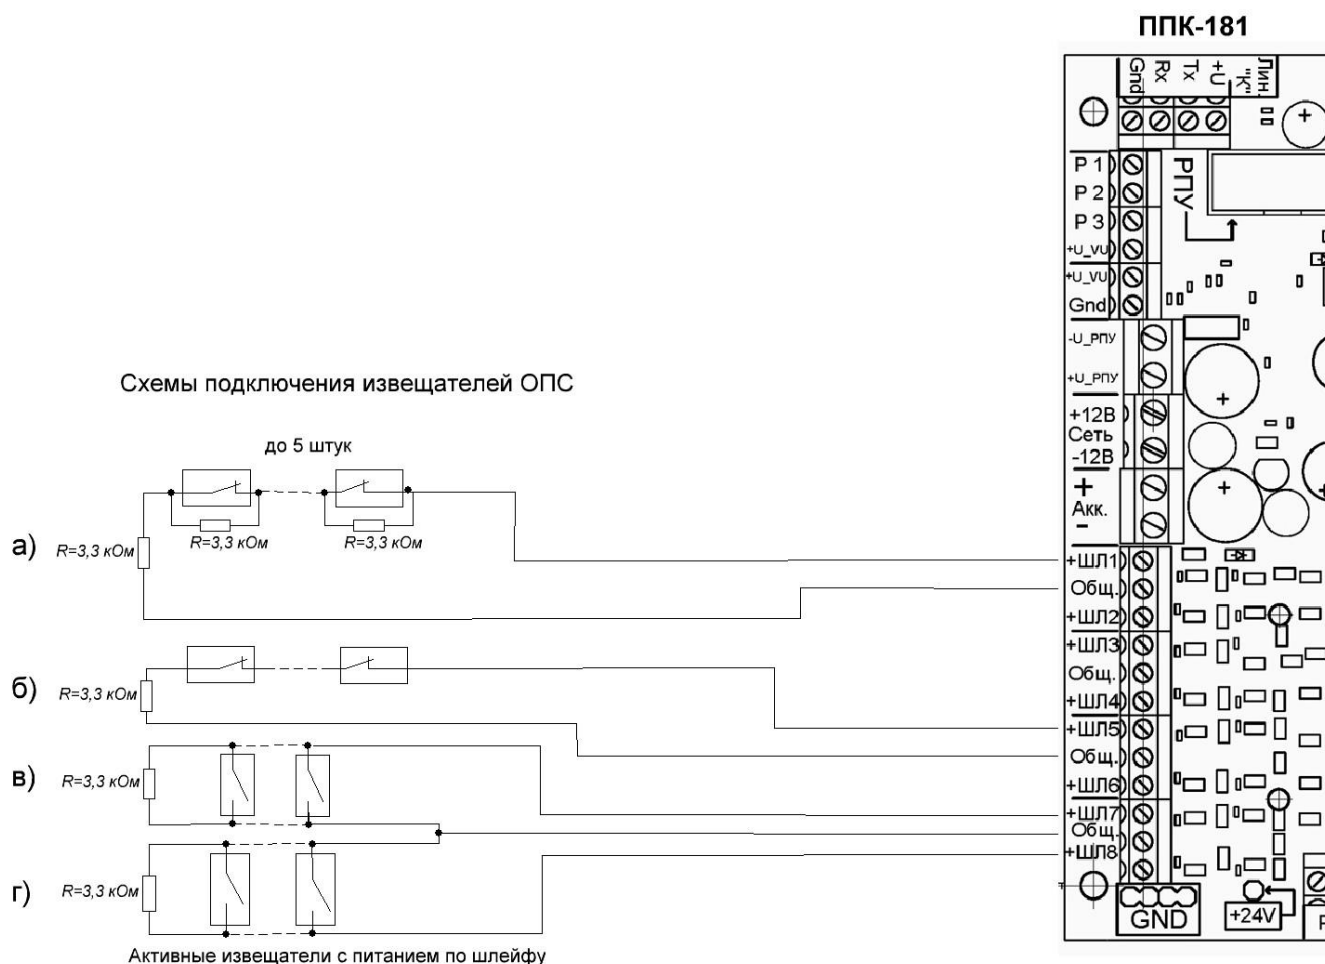 ППК-181
Gnd
Rx
Tx
+U
"К"
Лин.
Р 1
Р 2
Р 3
+U_VU
+U_VU
Gnd
РПУ
-U_РПУ
+U_РПУ
+12В
Сеть
-12В
+
Акк.
-
Схемы подключения извещателей ОПС
до 5 штук
R=3,3 кОм
R=3,3 кОм
а)
R=3,3 кОм
б)
R=3,3 кОм
в)
R=3,3 кОм
г)
R=3,3 кОм
Активные извещатели с питанием по шлейфу
+ШЛ1
Общ.
+ШЛ2
+ШЛ3
Общ.
+ШЛ4
+ШЛ5
Общ.
+ШЛ6
+ШЛ7
Общ.
+ШЛ8
GND
+24V